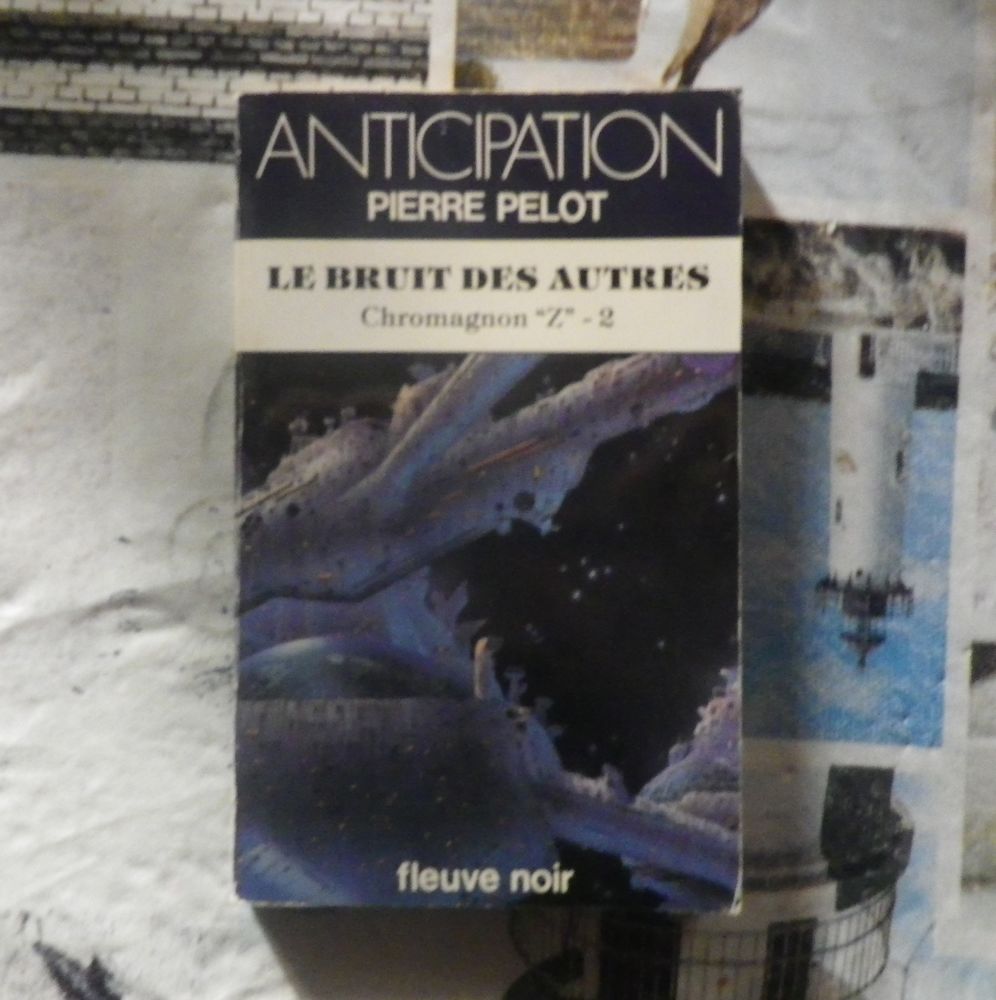 ANTICIPATION
PIERRE PELOT
LE BRUIT DES AUTRES
Chromagnon "Z" - 2
fleuve noir